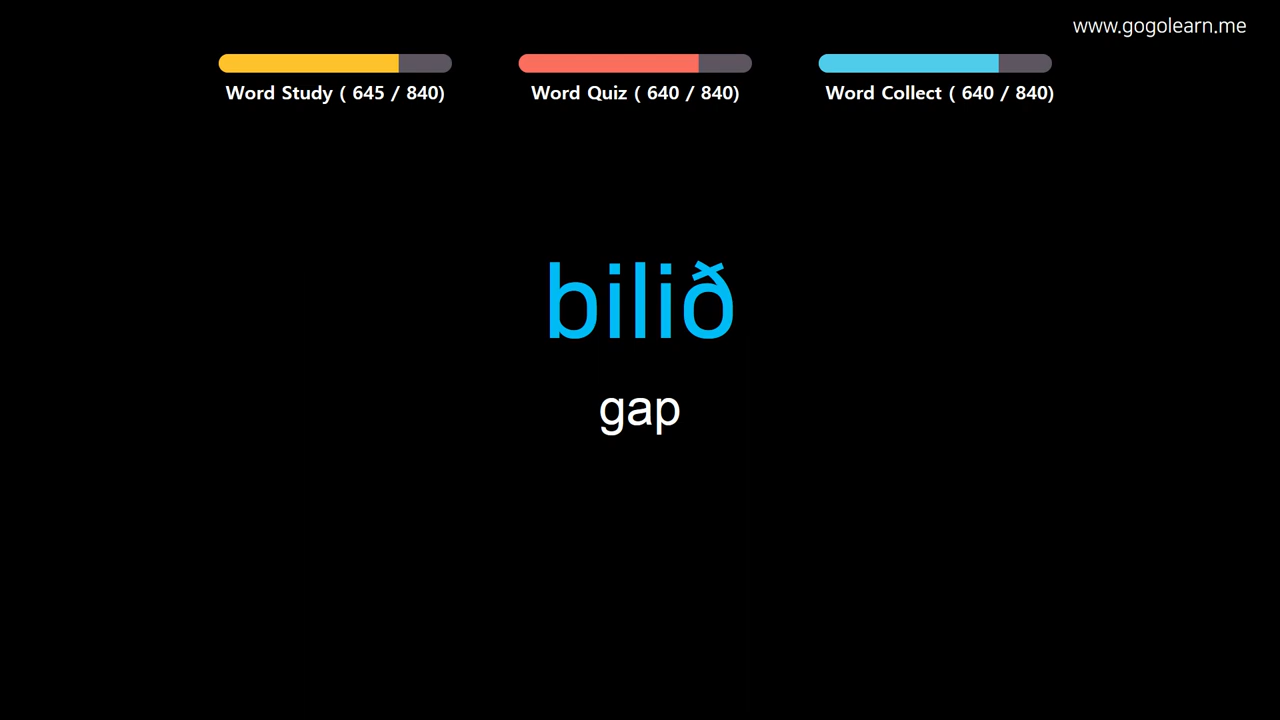 www.gogolearn.me
Word Study ( 645 / 840)
Word Quiz ( 640 / 840)
Word Collect ( 640 / 840)
bilið
gap